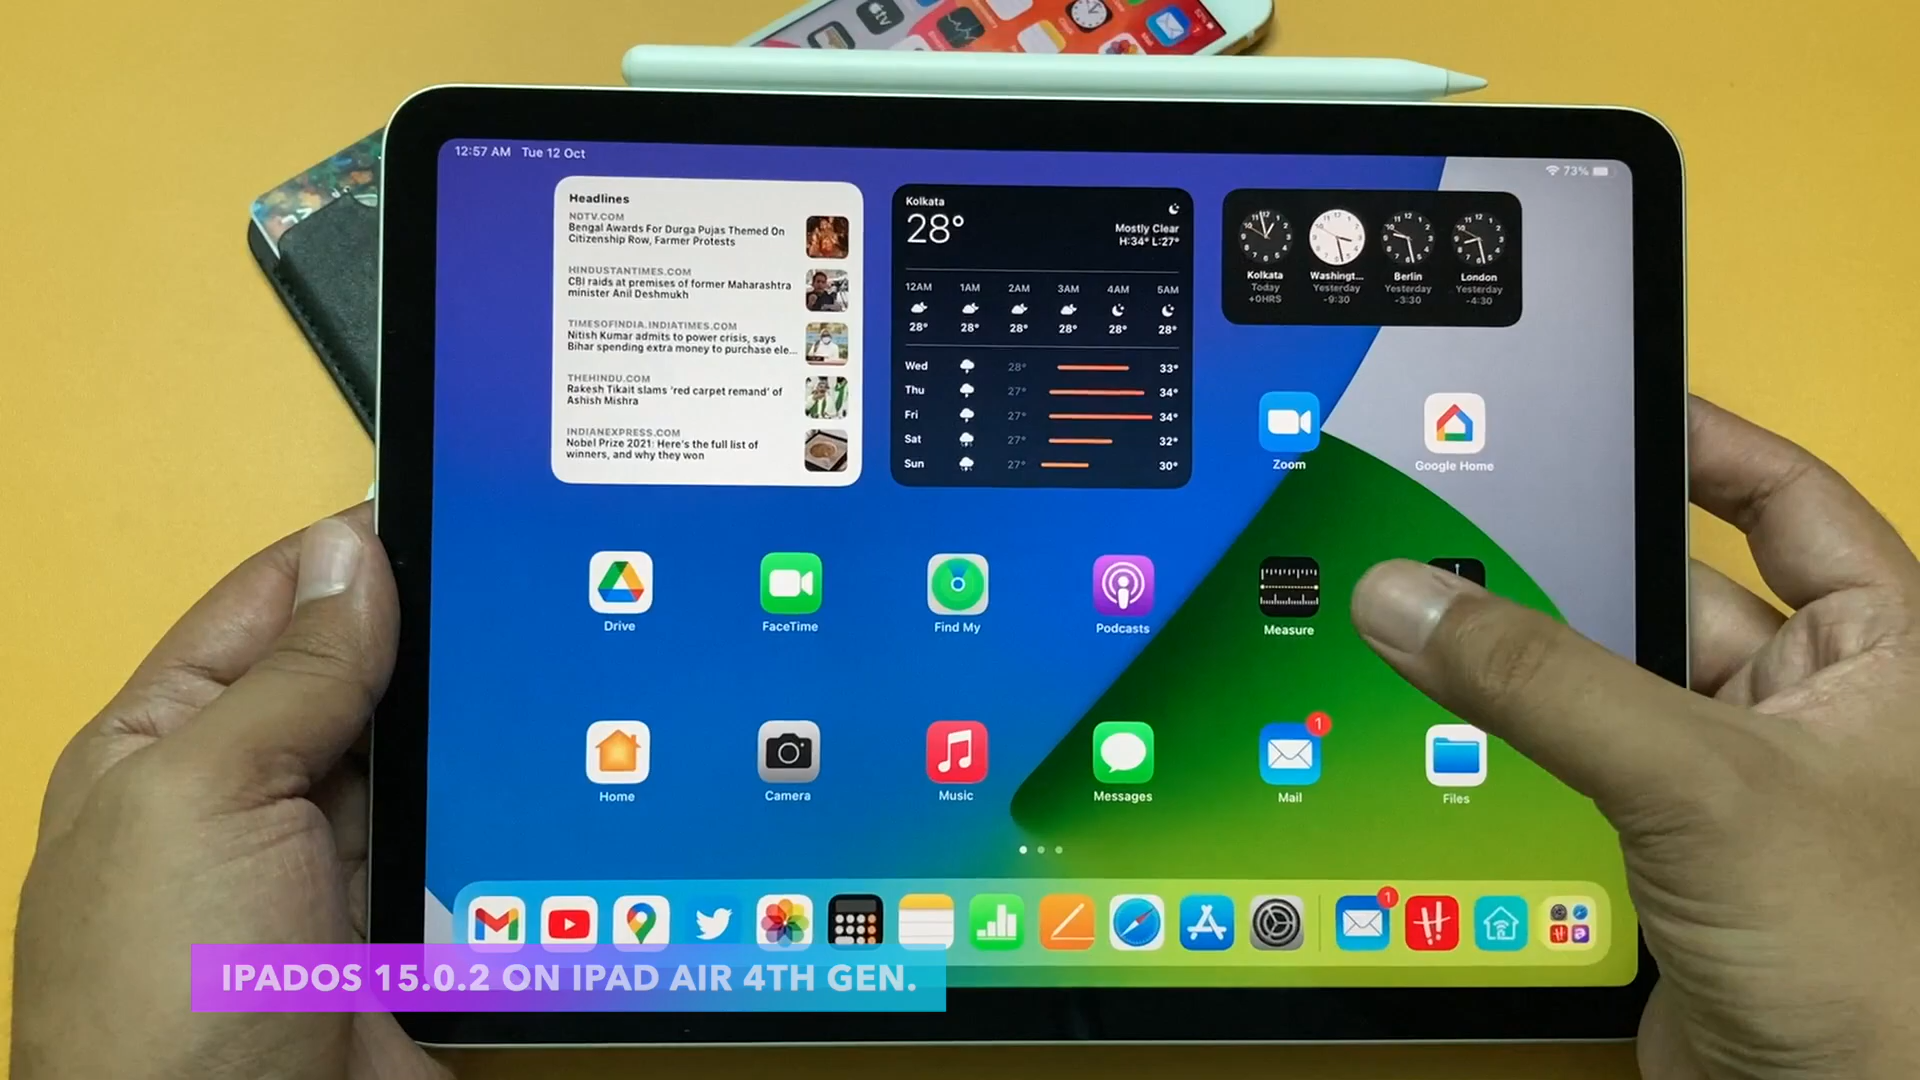 12:57 AM Tue 12 Oct
73%
Headlines
NDTV.COM
Bengal Awards For Durga Pujas Themed On
Citizenship Row, Farmer Protests
HINDUSTANTIMES.COM
CBI raids at premises of former Maharashtra
minister Anil Deshmukh
TIMESOFINDIA.INDIATIMES.COM
Nitish Kumar admits to power crisis, says
Bihar spending extra money to purchase ele...
THEHINDU.COM
Rakesh Tikait slams 'red carpet remand' of
Ashish Mishra
INDIANEXPRESS.COM
Nobel Prize 2021: Here's the full list of
winners, and why they won
Kolkata
28°
Mostly Clear
H:34° L:27°
12AM 1AM 2AM 3AM 4AM 5AM
28° 28° 28° 28° 28° 28°
Wed 28° 33°
Thu 27° 34°
Fri 27° 34°
Sat 27° 32°
Sun 27° 30°
Kolkata Washingt... Berlin London
Today Yesterday Yesterday Yesterday
+0HRS -9:30 -3:30 -4:30
Zoom Google Home
Drive FaceTime Find My Podcasts Measure
1
Home Camera Music Messages Mail Files
1
IPADOS 15.0.2 ON IPAD AIR 4TH GEN.